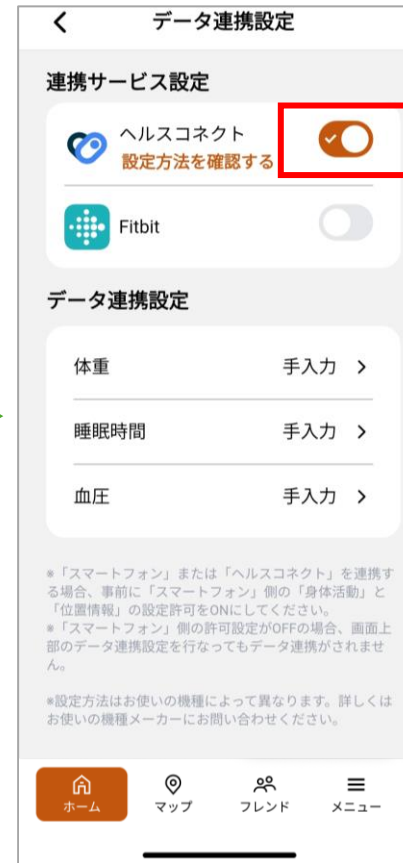 データ連携設定
連携サービス設定
ヘルスコネクト
設定方法を確認する
Fitbit
データ連携設定
体重 手入力
睡眠時間 手入力
血圧 手入力
※「スマートフォン」または「ヘルスコネクト」を連携す
る場合、事前に「スマートフォン」側の「身体活動」と
「位置情報」の設定許可をONにしてください。
※「スマートフォン」側の許可設定がOFFの場合、画面上
部のデータ連携設定を行なってもデータ連携がされませ
ん。
※設定方法はお使いの機種によって異なります。詳しくは
お使いの機種メーカーにお問い合わせください。
ホーム マップ フレンド メニュー